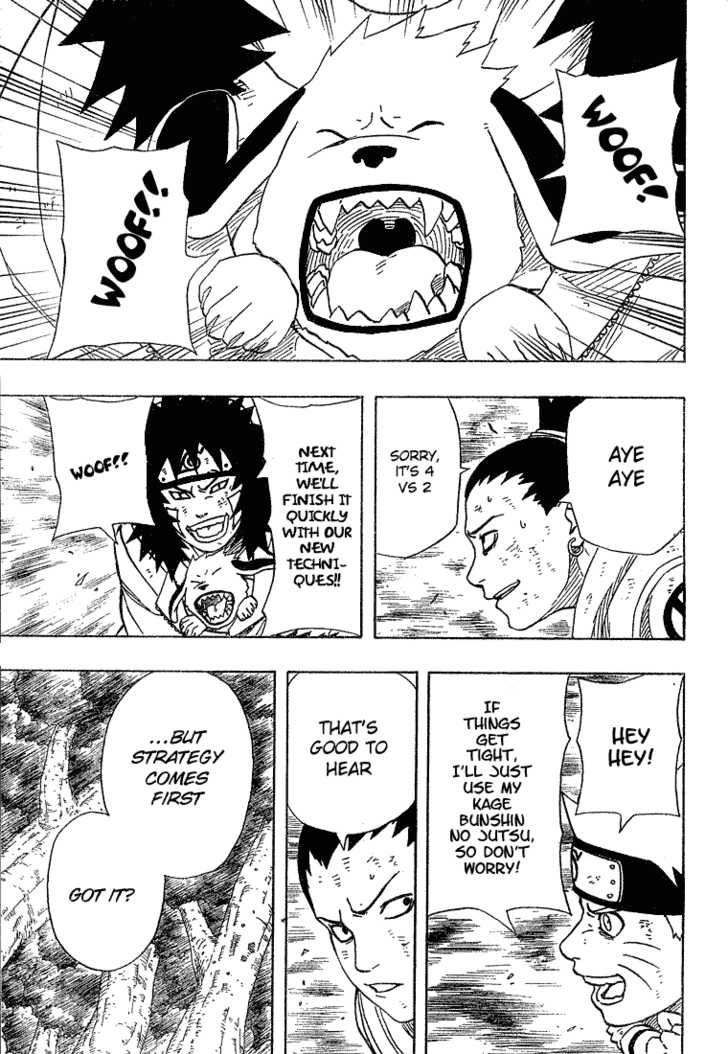 WOOF!
WOOF!!
AYE
AYE
SORRY,
IT'S 4
VS 2
NEXT
TIME,
WE'LL
FINISH IT
QUICKLY
WITH OUR
NEW
TECHNI-
QUES!!
WOOF!!
HEY
HEY!
IF
THINGS
GET
TIGHT,
I'LL JUST
USE MY
KAGE
BUNSHIN
NO JUTSU,
SO DON'T
WORRY!
THAT'S
GOOD TO
HEAR
...BUT
STRATEGY
COMES
FIRST
GOT IT?